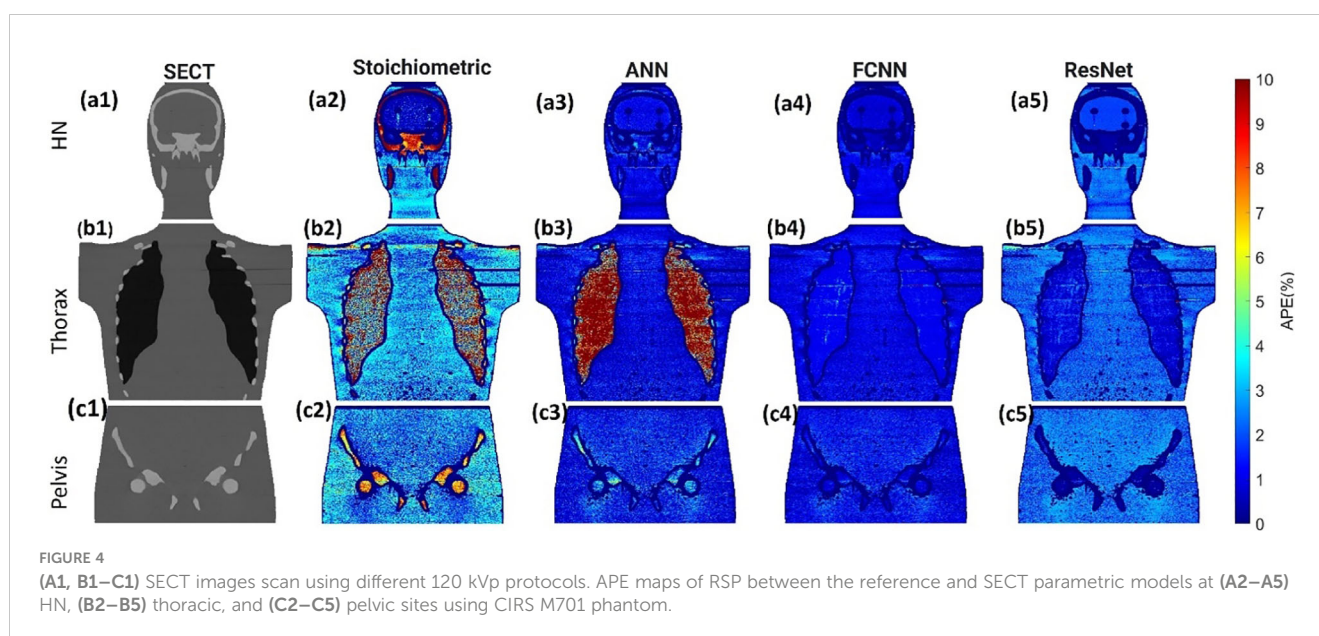 SECT
Stoichiometric
ANN
FCNN
ResNet
HN
(a1)
(a2)
(a3)
(a4)
(a5)
Thorax
(b1)
(b2)
(b3)
(b4)
(b5)
Pelvis
(c1)
(c2)
(c3)
(c4)
(c5)
10
9
8
7
6
5
4
3
2
1
0
APE(%)
FIGURE 4
(A1, B1–C1) SECT images scan using different 120 kVp protocols. APE maps of RSP between the reference and SECT parametric models at (A2–A5)
HN, (B2–B5) thoracic, and (C2–C5) pelvic sites using CIRS M701 phantom.